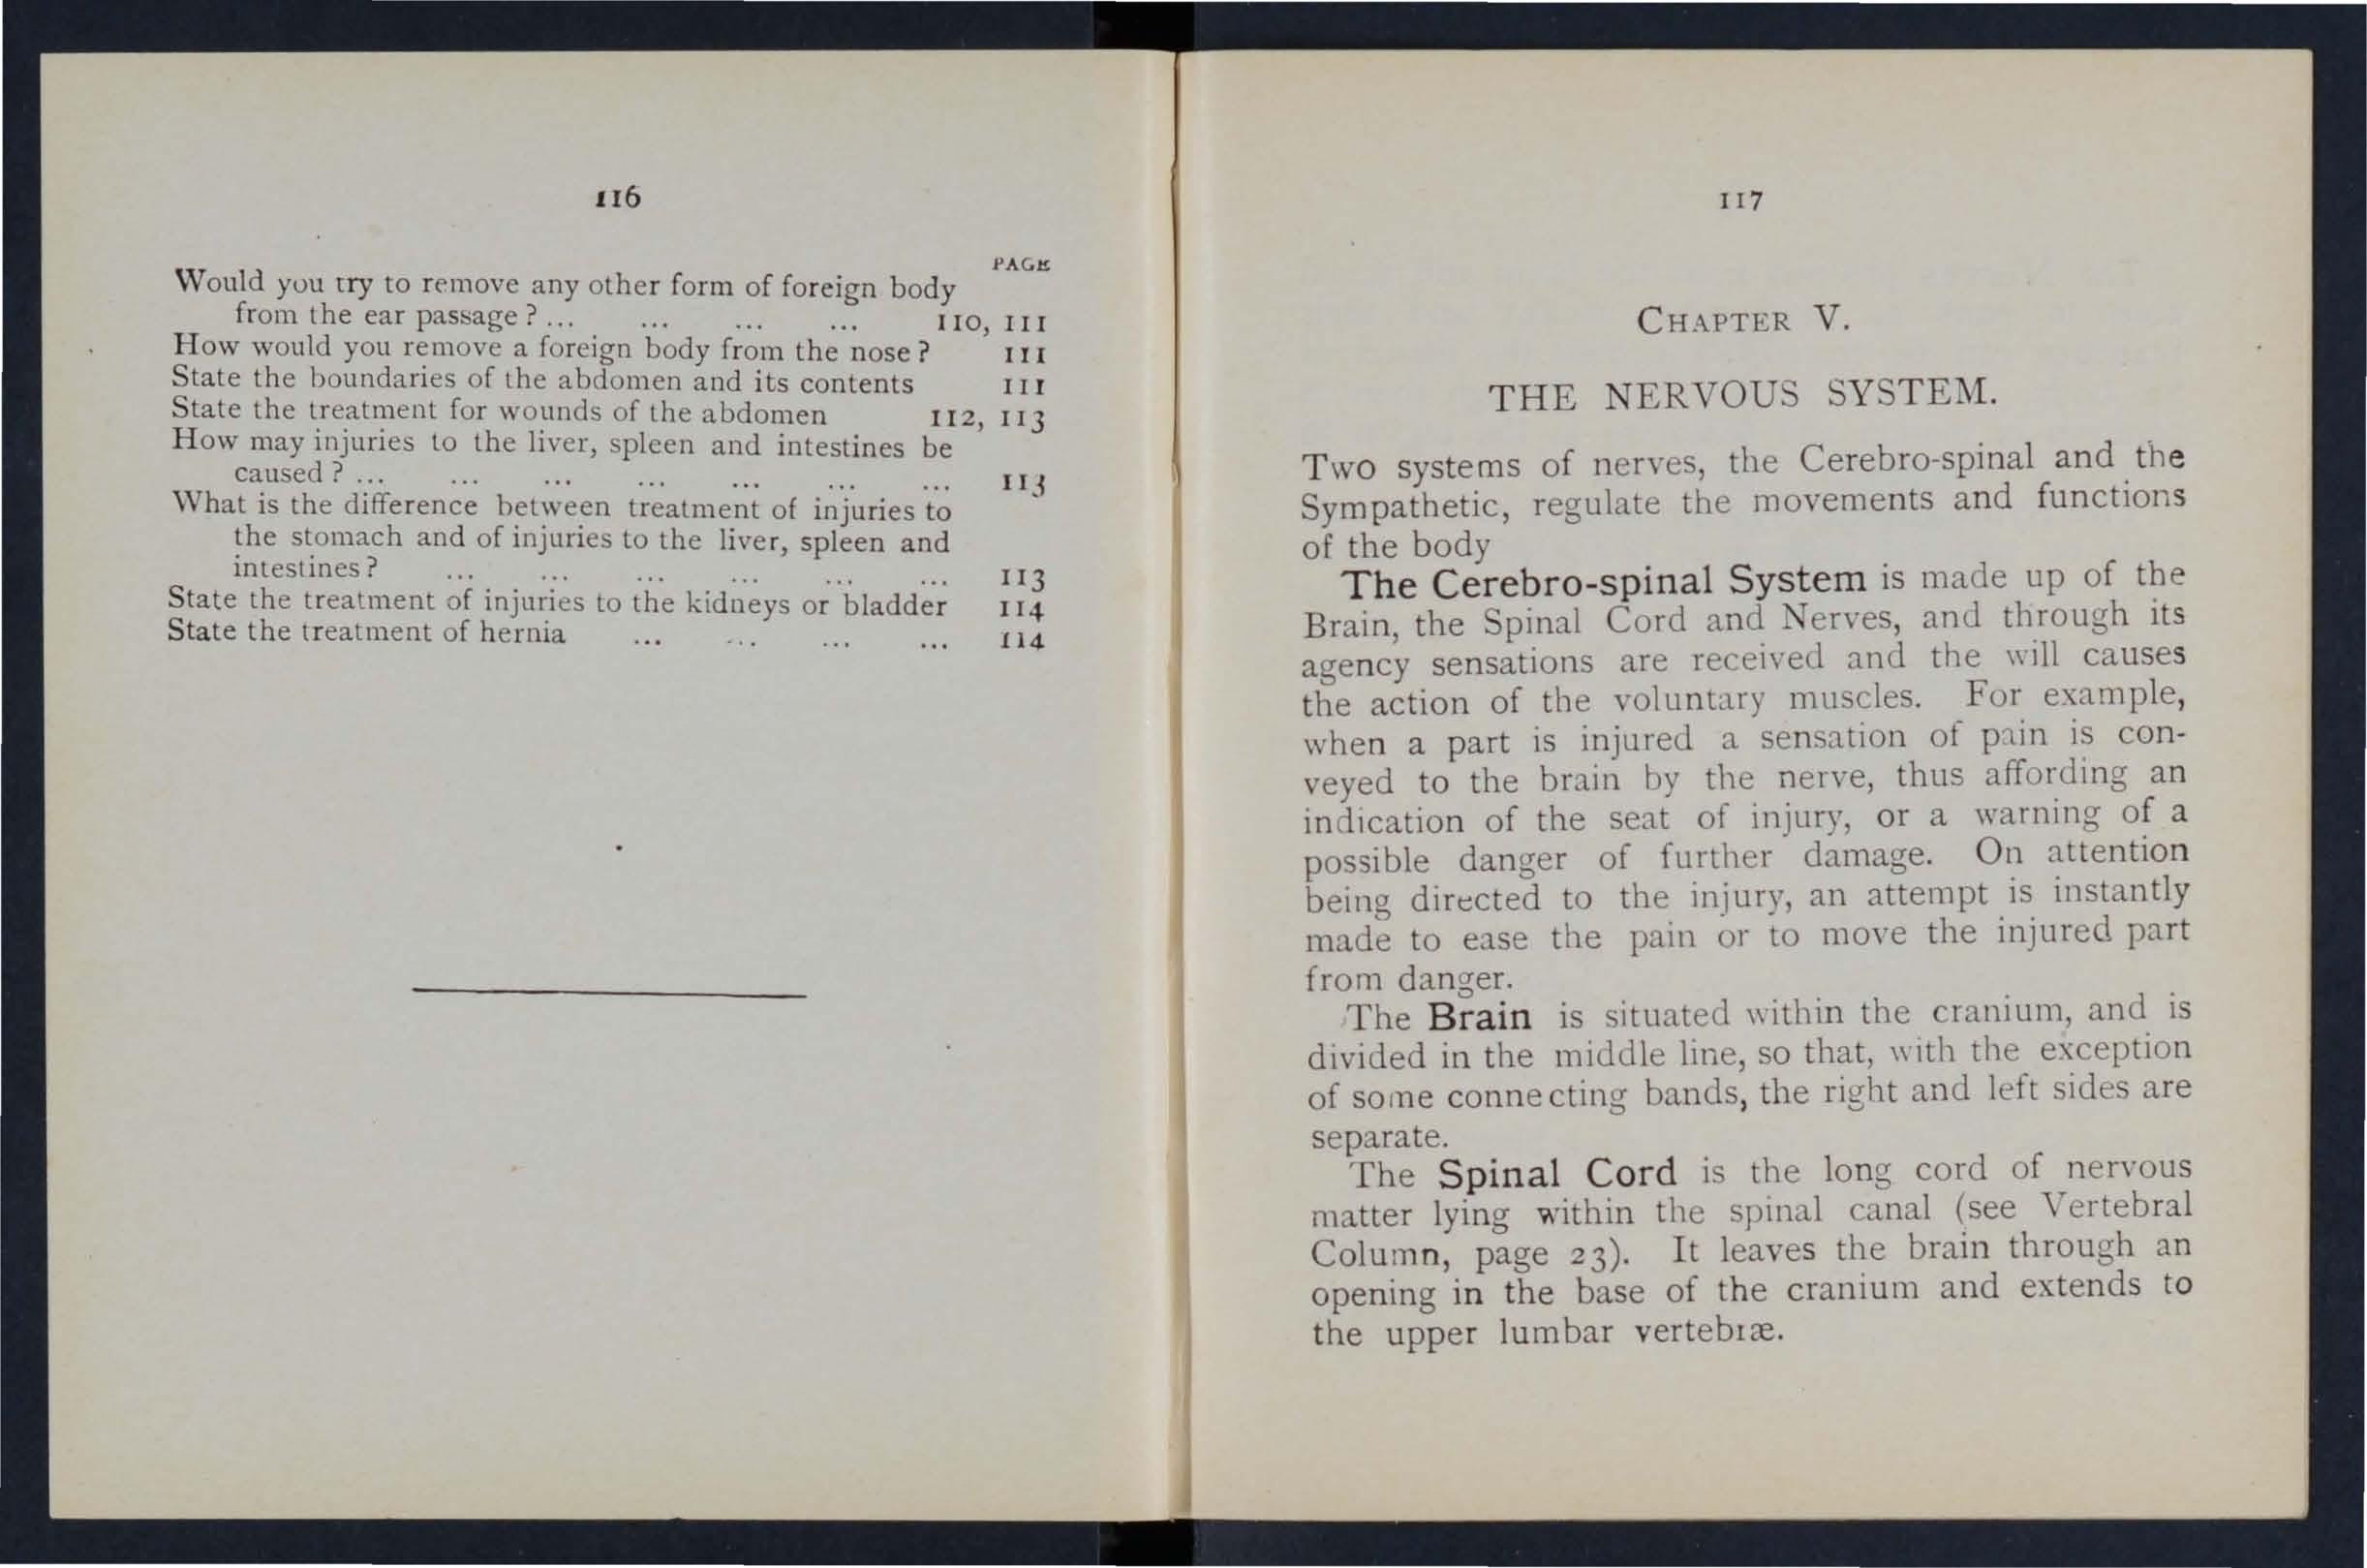 116
PAGE
Would you try to remove any other form of foreign body
from the ear passage ? ... ... ... ... 110, 111
How would you remove a foreign body from the nose ? 111
State the boundaries of the abdomen and its contents 111
State the treatment for wounds of the abdomen 112, 113
How may injuries to the liver, spleen and intestines be
caused ? ... ... ... ... ... ... ... 113
What is the difference between treatment of injuries to
the stomach and of injuries to the liver, spleen and
intestines ? ... ... ... ... ... ... 113
State the treatment of injuries to the kidneys or bladder 114
State the treatment of hernia ... ... ... ... 114
117
CHAPTER V.
THE NERVOUS SYSTEM.
Two systems of nerves, the Cerebro-spinal and the
Sympathetic, regulate the movements and functions
of the body
The Cerebro-spinal System is made up of the
Brain, the Spinal Cord and Nerves, and through its
agency sensations are received and the will causes
the action of the voluntary muscles. For example,
when a part is injured a sensation of pain is con-
veyed to the brain by the nerve, thus affording an
indication of the seat of injury, or a warning of a
possible danger of further damage. On attention
being directed to the injury, an attempt is instantly
made to ease the pain or to move the injured part
from danger.
The Brain is situated within the cranium, and is
divided in the middle line, so that, with the exception
of some connecting bands, the right and left sides are
separate.
The Spinal Cord is the long cord of nervous
matter lying within the spinal canal (see Vertebral
Column, page 23). It leaves the brain through an
opening in the base of the cranium and extends to
the upper lumbar vertebræ.